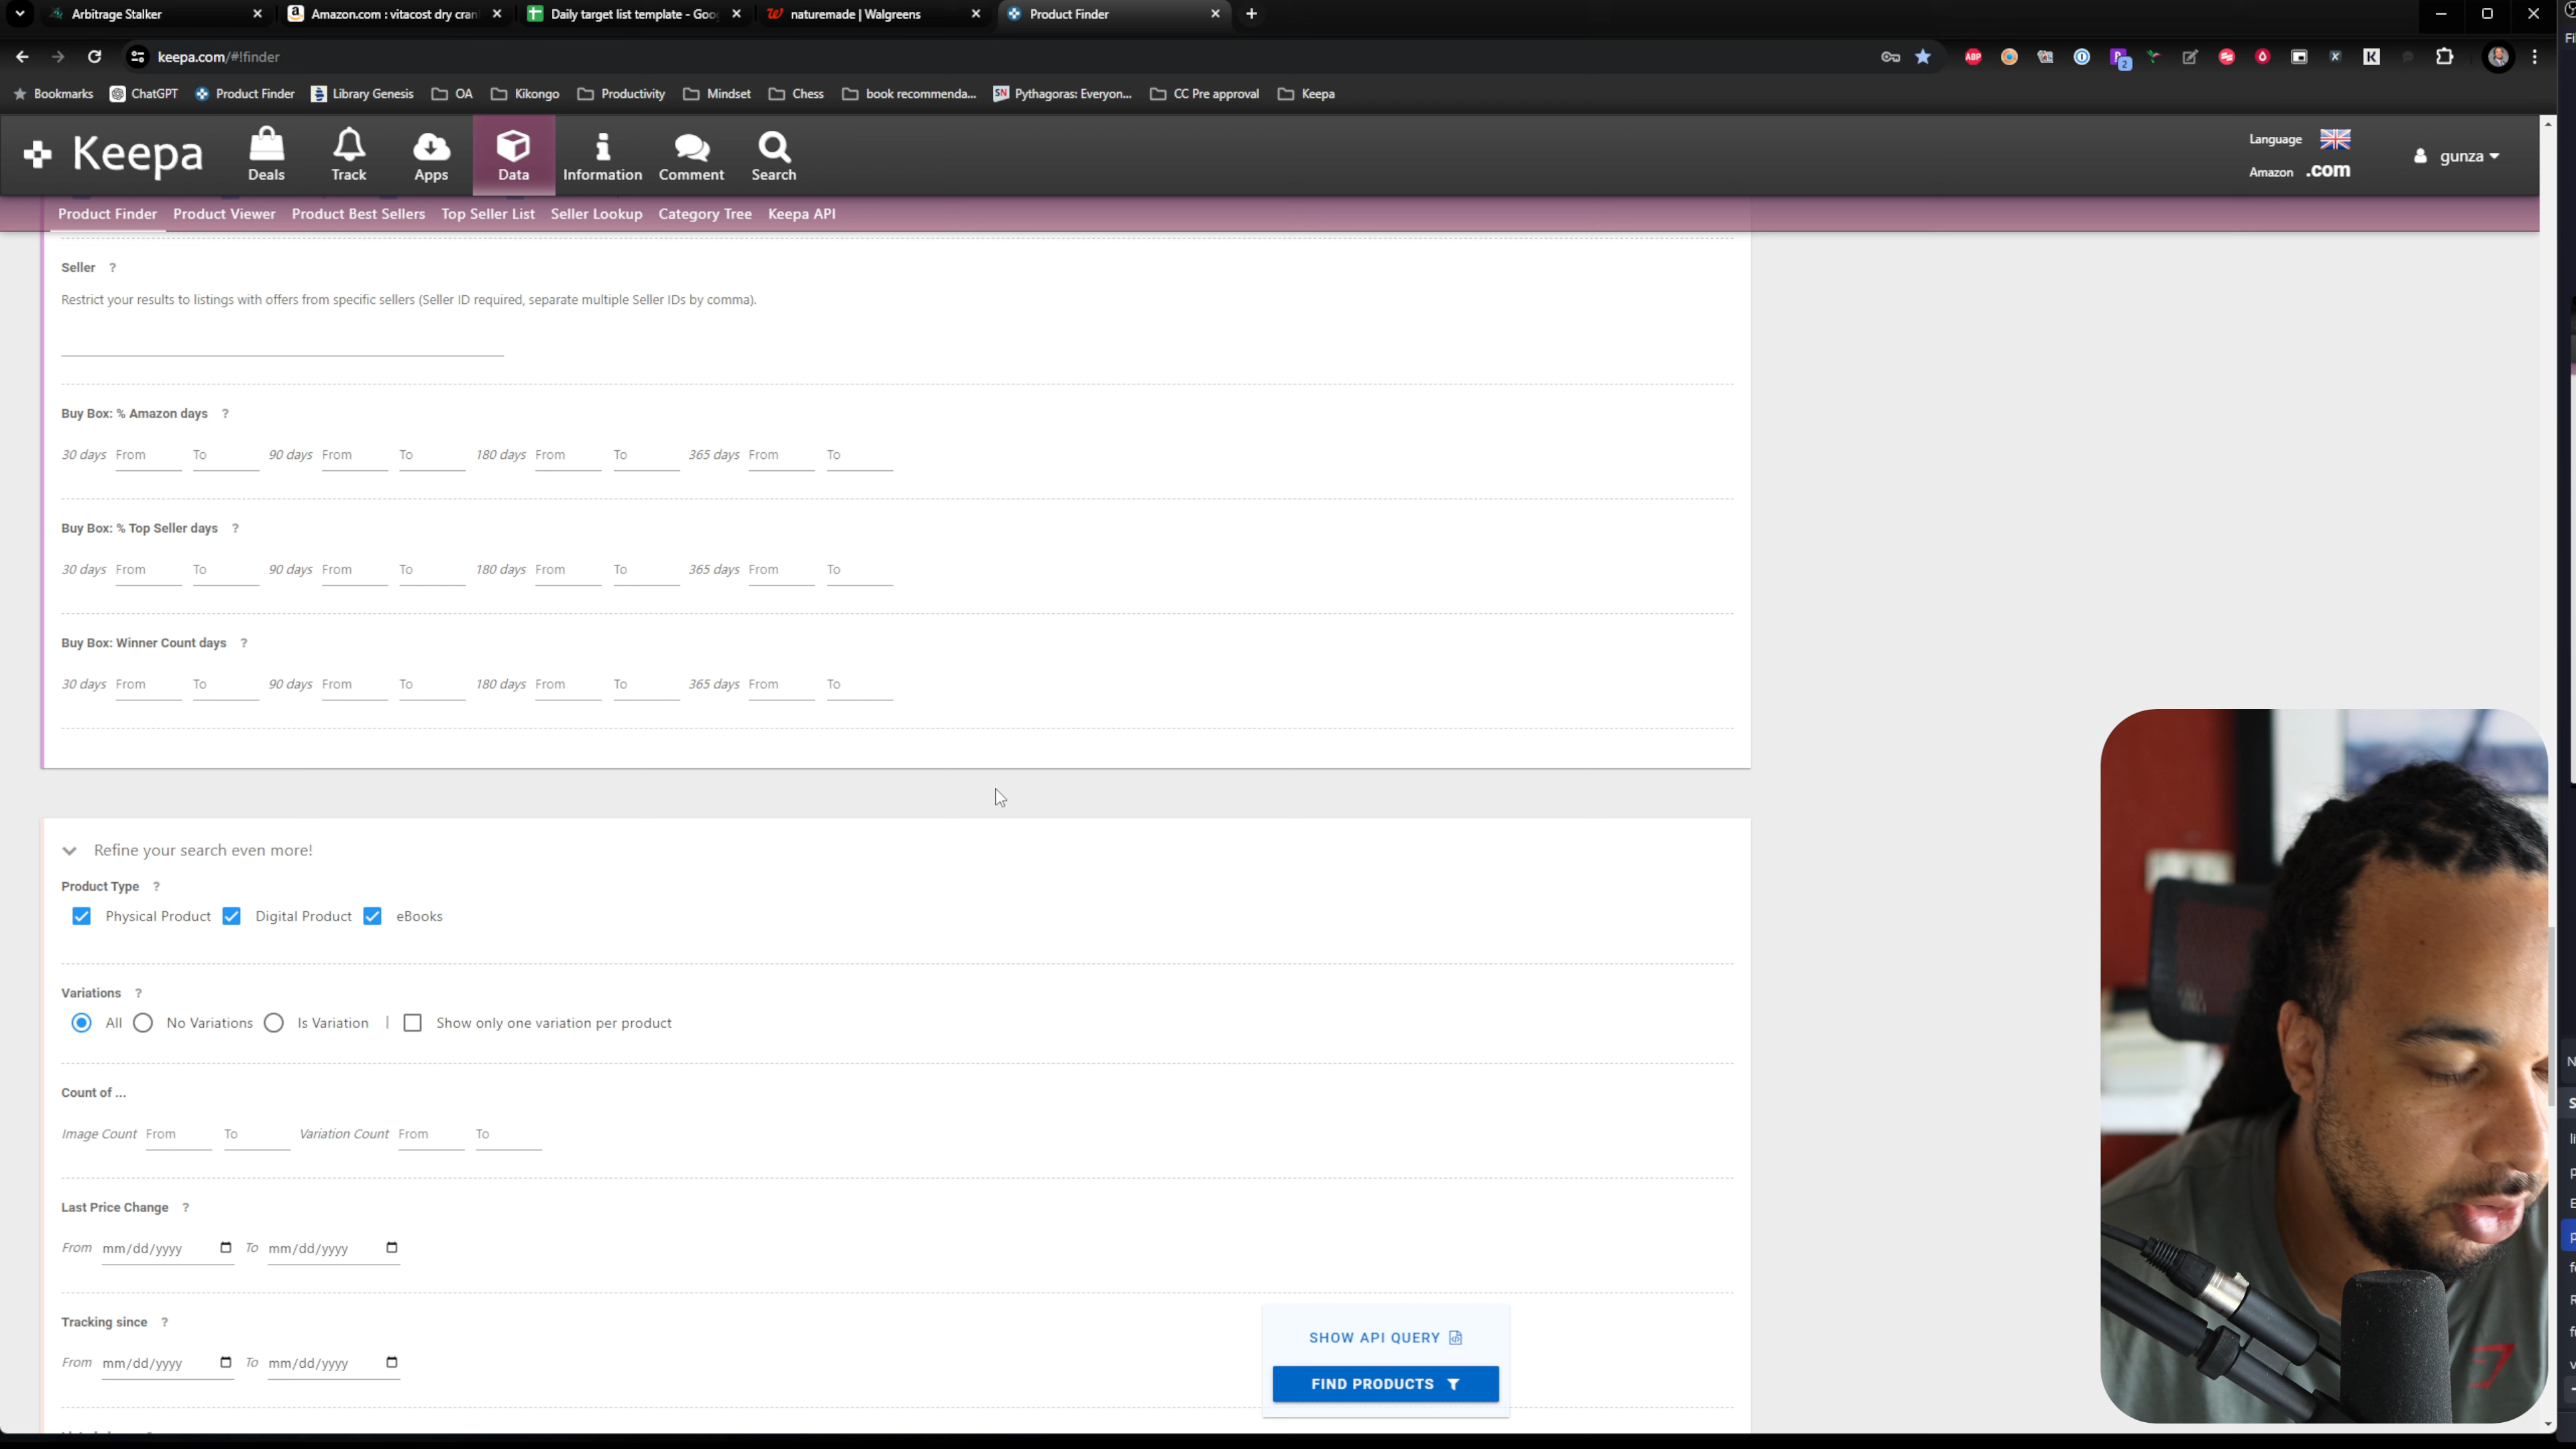 Arbitrage Stalker
Amazon.com : vitacost dry cran
Daily target list template - Goo
naturemade | Walgreens
Product Finder
keepa.com/#!finder
ABP
2
K
Bookmarks
ChatGPT
Product Finder
Library Genesis
OA
Kikongo
Productivity
Mindset
Chess
book recommenda...
SN Pythagoras: Everyon...
CC Pre approval
Keepa
Keepa
Deals
Track
Apps
Data
Information
Comment
Search
Language
Amazon .com
gunza
Product Finder Product Viewer Product Best Sellers Top Seller List Seller Lookup Category Tree Keepa API
Seller ?
Restrict your results to listings with offers from specific sellers (Seller ID required, separate multiple Seller IDs by comma).
Buy Box: % Amazon days ?
30 days From To 90 days From To 180 days From To 365 days From To
Buy Box: % Top Seller days ?
30 days From To 90 days From To 180 days From To 365 days From To
Buy Box: Winner Count days ?
30 days From To 90 days From To 180 days From To 365 days From To
Refine your search even more!
Product Type ?
Physical Product Digital Product eBooks
Variations ?
All No Variations Is Variation | Show only one variation per product
Count of ...
Image Count From To Variation Count From To
Last Price Change ?
From mm/dd/yyyy To mm/dd/yyyy
Tracking since ?
From mm/dd/yyyy To mm/dd/yyyy
SHOW API QUERY
FIND PRODUCTS